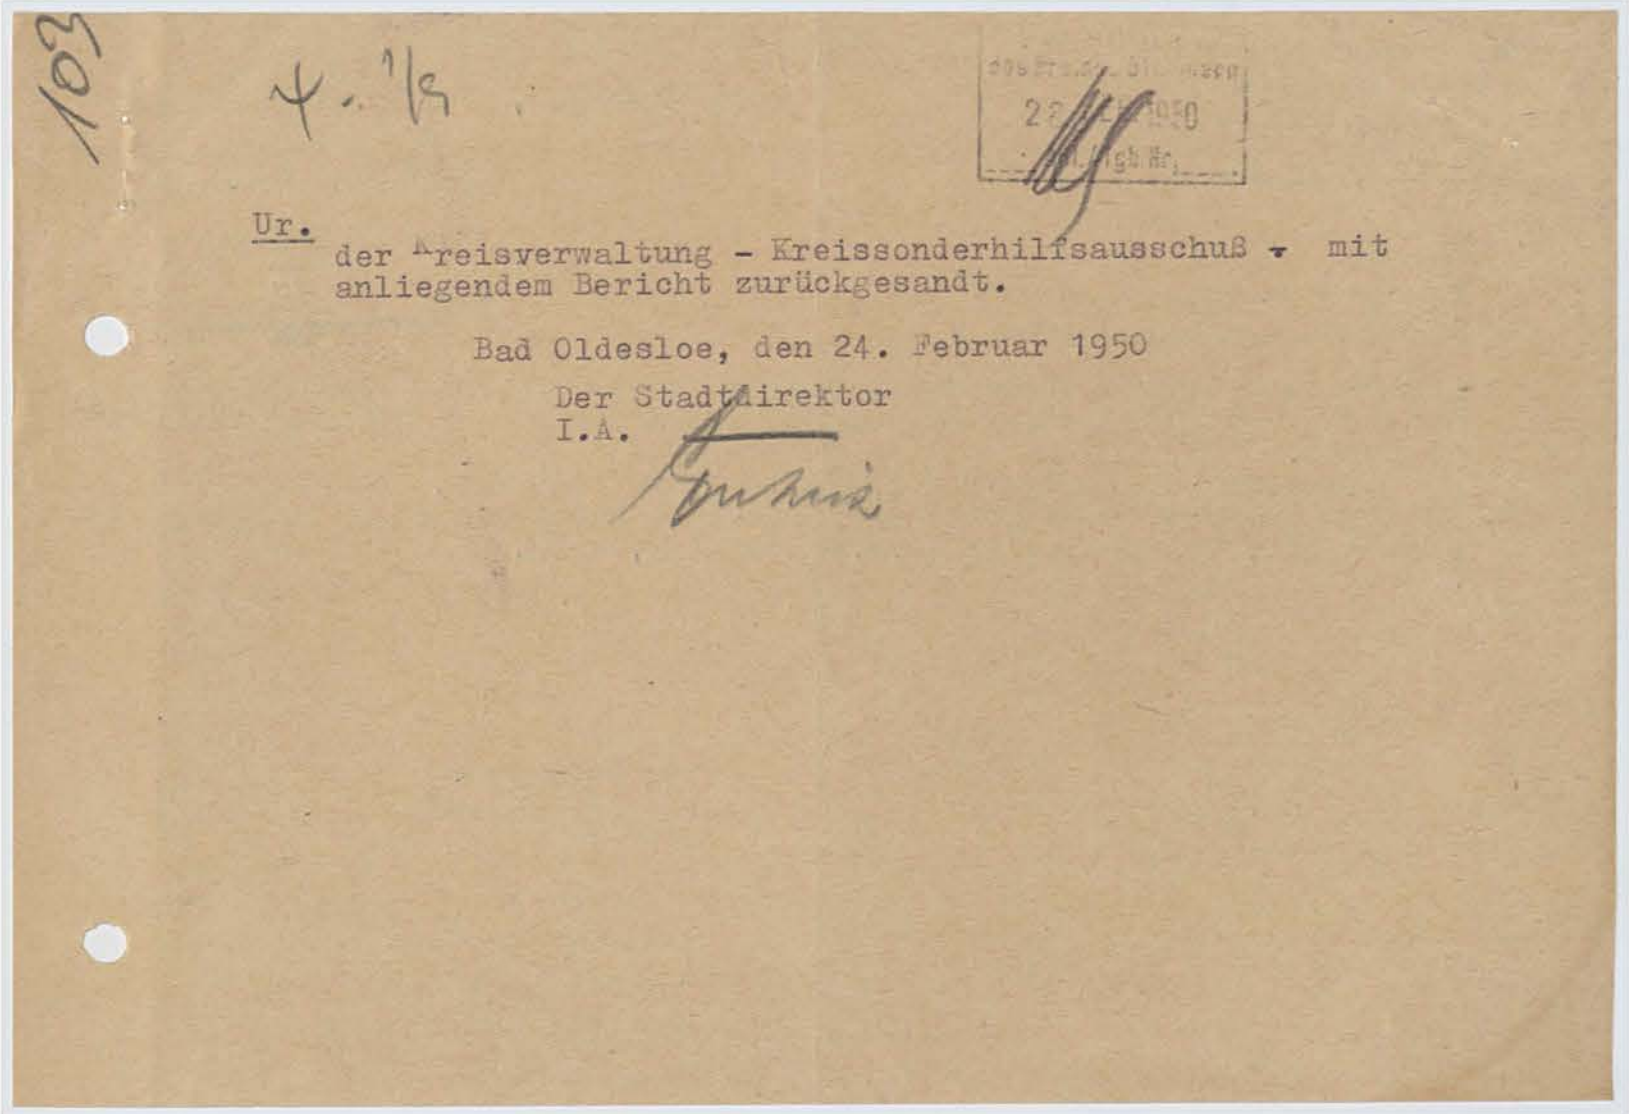 103
Ur.
der Kreisverwaltung - Kreissonderhilfsausschuß - mit
anliegendem Bericht zurückgesandt.
Bad Oldesloe, den 24. Februar 1950
Der Stadtdirektor
I.A.